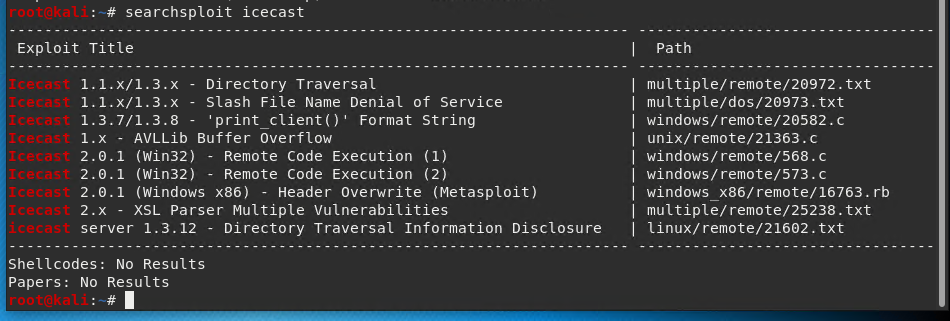 root@kali:~# searchsploit icecast
---------------------------------------------------------------------- ---------------------------------
 Exploit Title                                                        |  Path
---------------------------------------------------------------------- ---------------------------------
Icecast 1.1.x/1.3.x - Directory Traversal                             | multiple/remote/20972.txt
Icecast 1.1.x/1.3.x - Slash File Name Denial of Service               | multiple/dos/20973.txt
Icecast 1.3.7/1.3.8 - 'print_client()' Format String                  | windows/remote/20582.c
Icecast 1.x - AVLLib Buffer Overflow                                  | unix/remote/21363.c
Icecast 2.0.1 (Win32) - Remote Code Execution (1)                     | windows/remote/568.c
Icecast 2.0.1 (Win32) - Remote Code Execution (2)                     | windows/remote/573.c
Icecast 2.0.1 (Windows x86) - Header Overwrite (Metasploit)           | windows_x86/remote/16763.rb
Icecast 2.x - XSL Parser Multiple Vulnerabilities                     | multiple/remote/25238.txt
icecast server 1.3.12 - Directory Traversal Information Disclosure    | linux/remote/21602.txt
---------------------------------------------------------------------- ---------------------------------
Shellcodes: No Results
Papers: No Results
root@kali:~#